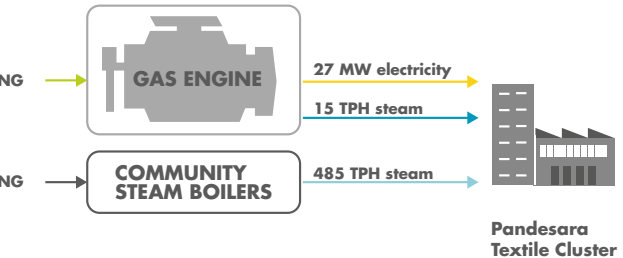 NG
GAS ENGINE
27 MW electricity
15 TPH steam
NG
COMMUNITY
STEAM BOILERS
485 TPH steam
Pandesara
Textile Cluster